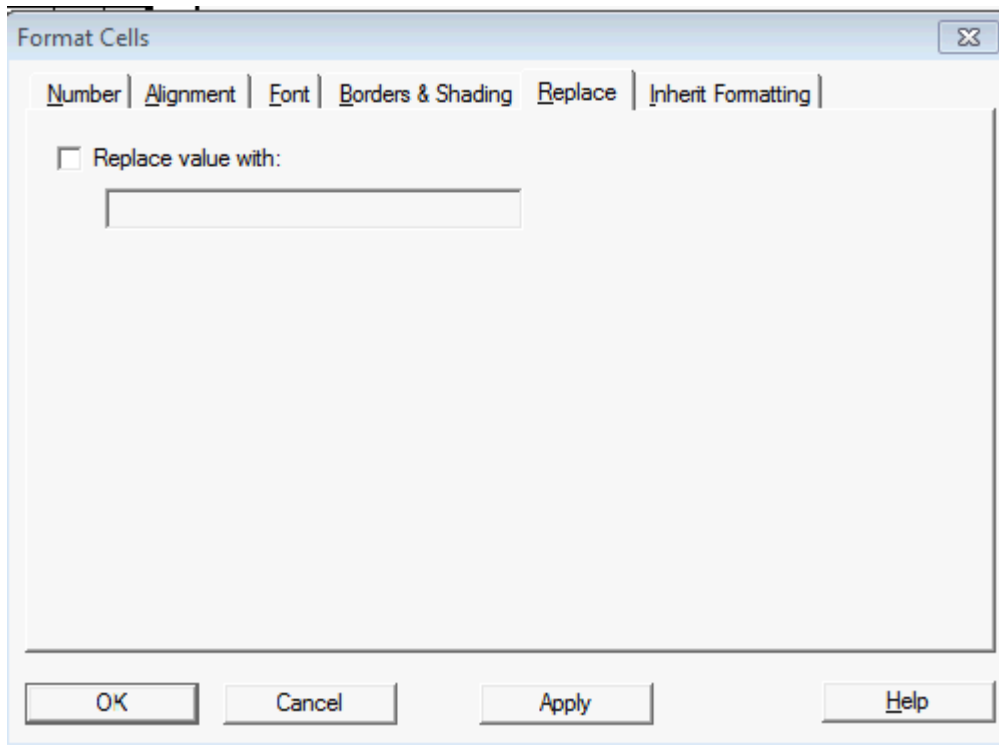 Format Cells
Number Alignment Font Borders & Shading Replace Inherit Formatting
Replace value with:
OK Cancel Apply Help